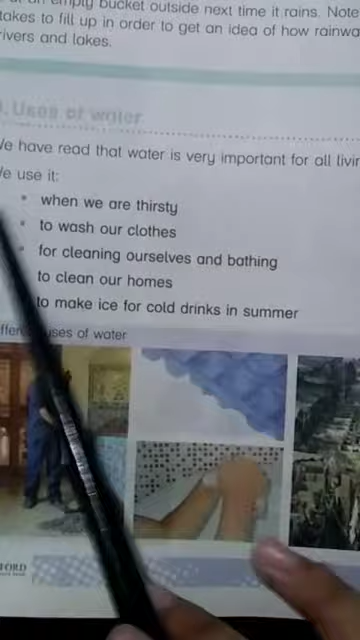 an empty bucket outside next time it rains. Note
takes to fill up in order to get an idea of how rainwa
rivers and lakes.
Uses of water
We have read that water is very important for all livin
We use it:
when we are thirsty
to wash our clothes
for cleaning ourselves and bathing
to clean our homes
to make ice for cold drinks in summer
uses of water
FORD